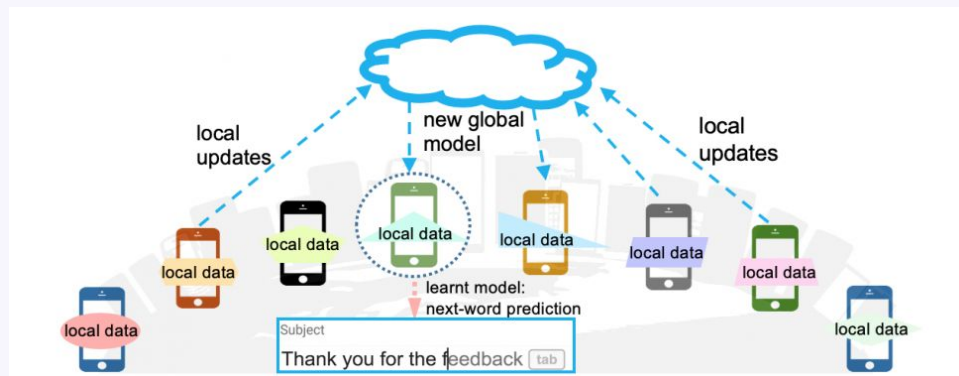 local
updates
new global
model
local
updates
local data
local data
local data
local data
local data
local data
local data
local data
learnt model:
next-word prediction
Subject
Thank you for the feedback tab